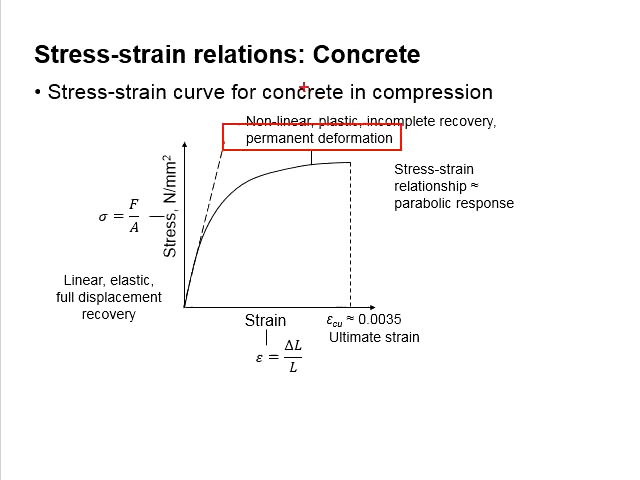 Stress-strain relations: Concrete
• Stress-strain curve for concrete in compression
Non-linear, plastic, incomplete recovery,
permanent deformation
Stress-strain
relationship ≈
parabolic response
Stress, N/mm²
σ = F/A
Linear, elastic,
full displacement
recovery
Strain
ε = ΔL/L
εcu ≈ 0.0035
Ultimate strain